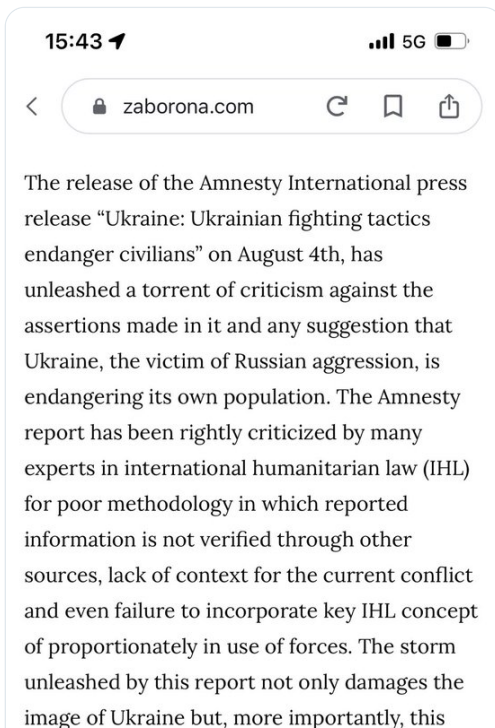 15:43
5G
zaborona.com
The release of the Amnesty International press
release “Ukraine: Ukrainian fighting tactics
endanger civilians” on August 4th, has
unleashed a torrent of criticism against the
assertions made in it and any suggestion that
Ukraine, the victim of Russian aggression, is
endangering its own population. The Amnesty
report has been rightly criticized by many
experts in international humanitarian law (IHL)
for poor methodology in which reported
information is not verified through other
sources, lack of context for the current conflict
and even failure to incorporate key IHL concept
of proportionately in use of forces. The storm
unleashed by this report not only damages the
image of Ukraine but, more importantly, this